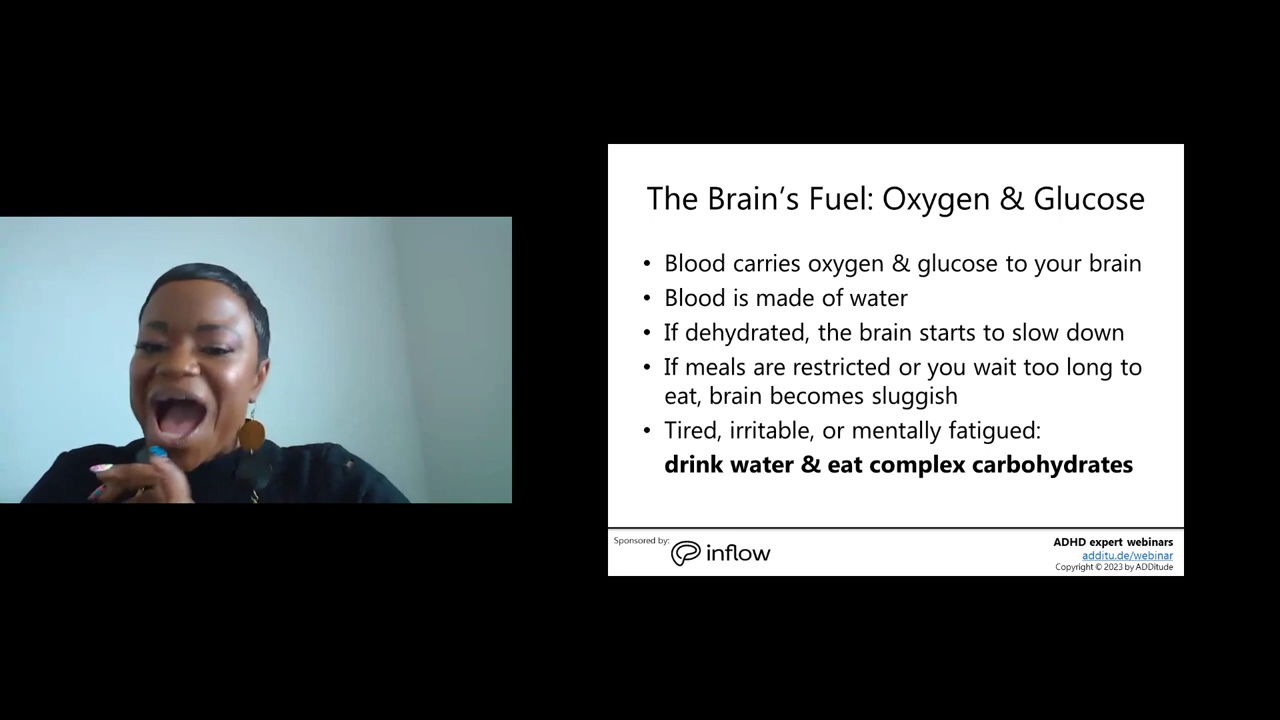 The Brain's Fuel: Oxygen & Glucose
• Blood carries oxygen & glucose to your brain
• Blood is made of water
• If dehydrated, the brain starts to slow down
• If meals are restricted or you wait too long to
eat, brain becomes sluggish
• Tired, irritable, or mentally fatigued:
drink water & eat complex carbohydrates
Sponsored by:
inflow
ADHD expert webinars
additu.de/webinar
Copyright © 2023 by ADDitude